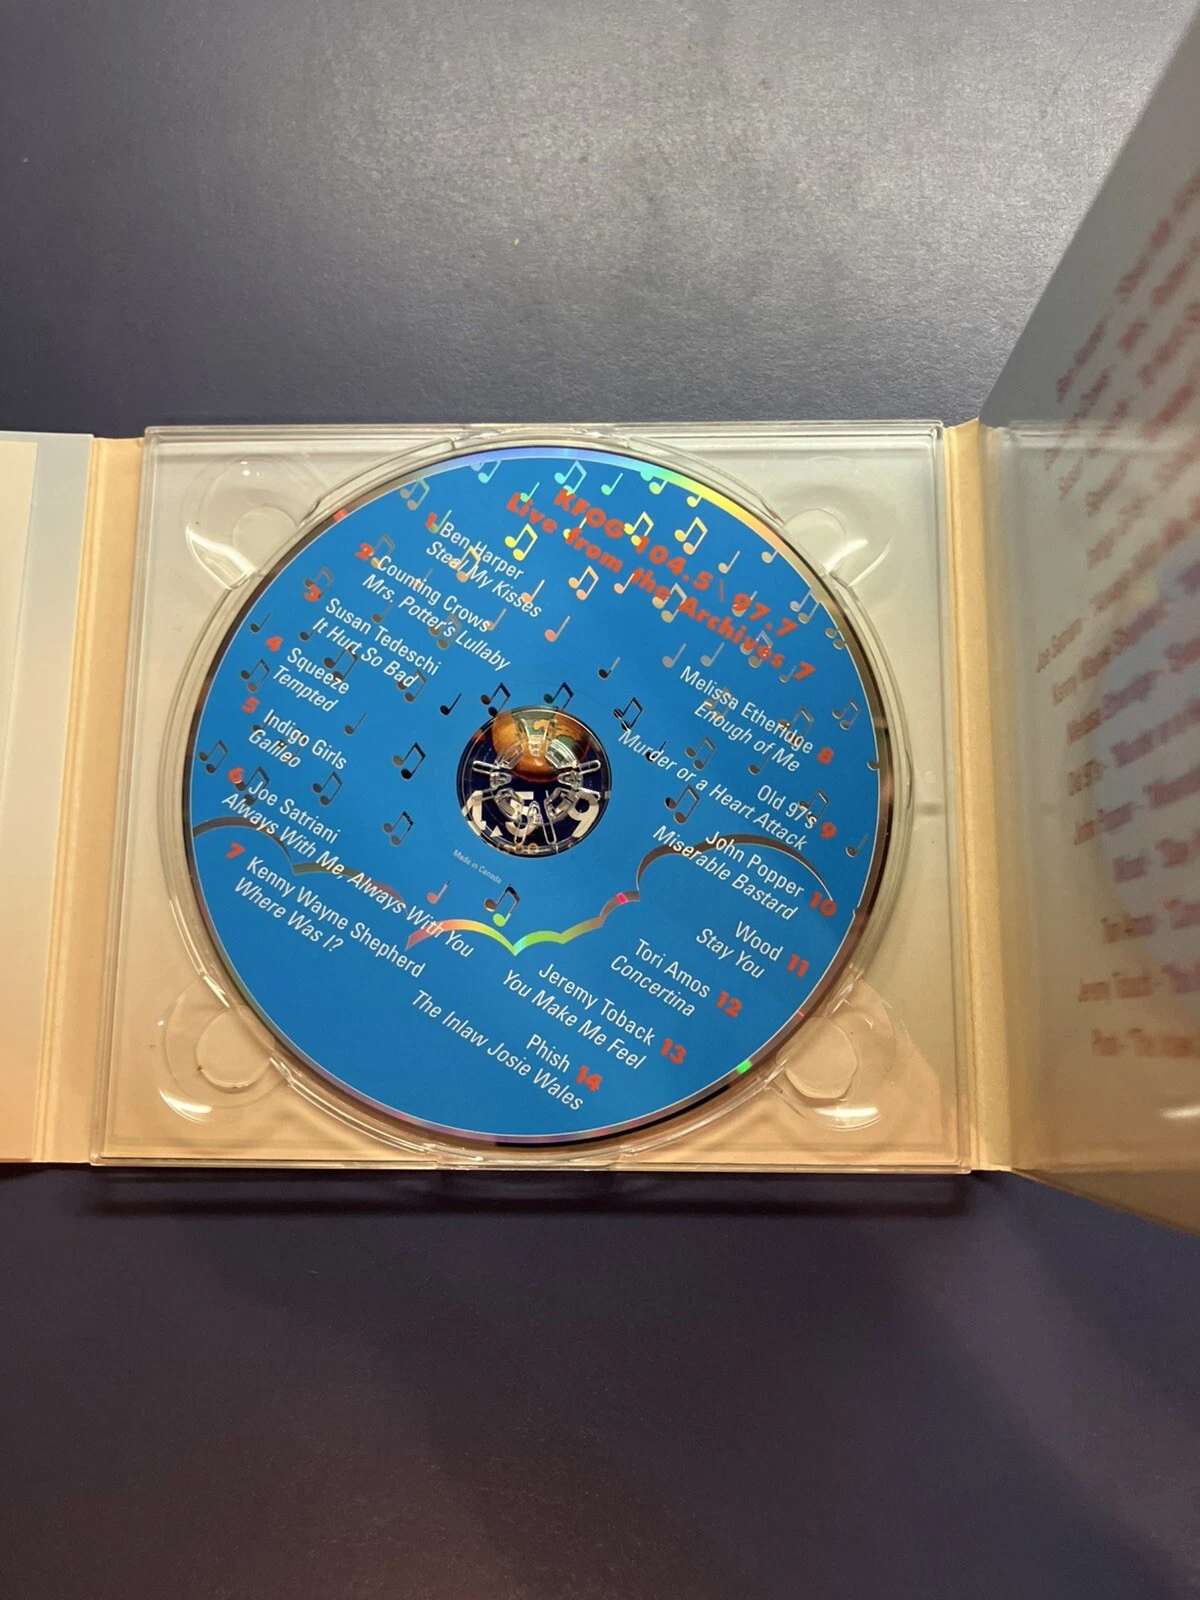 KFOG 104.5\97.7
Live from the Archives 7
1 Ben Harper
Steal My Kisses
2 Counting Crows
Mrs. Potter's Lullaby
3 Susan Tedeschi
It Hurt So Bad
4 Squeeze
Tempted
5 Indigo Girls
Galileo
6 Joe Satriani
Always With Me, Always With You
7 Kenny Wayne Shepherd
Where Was I?
Melissa Etheridge 8
Enough of Me
Old 97's 9
Murder or a Heart Attack
John Popper 10
Miserable Bastard
Wood 11
Stay You
Tori Amos 12
Concertina
Jeremy Toback 13
You Make Me Feel
Phish 14
The Inlaw Josie Wales
Made in Canada